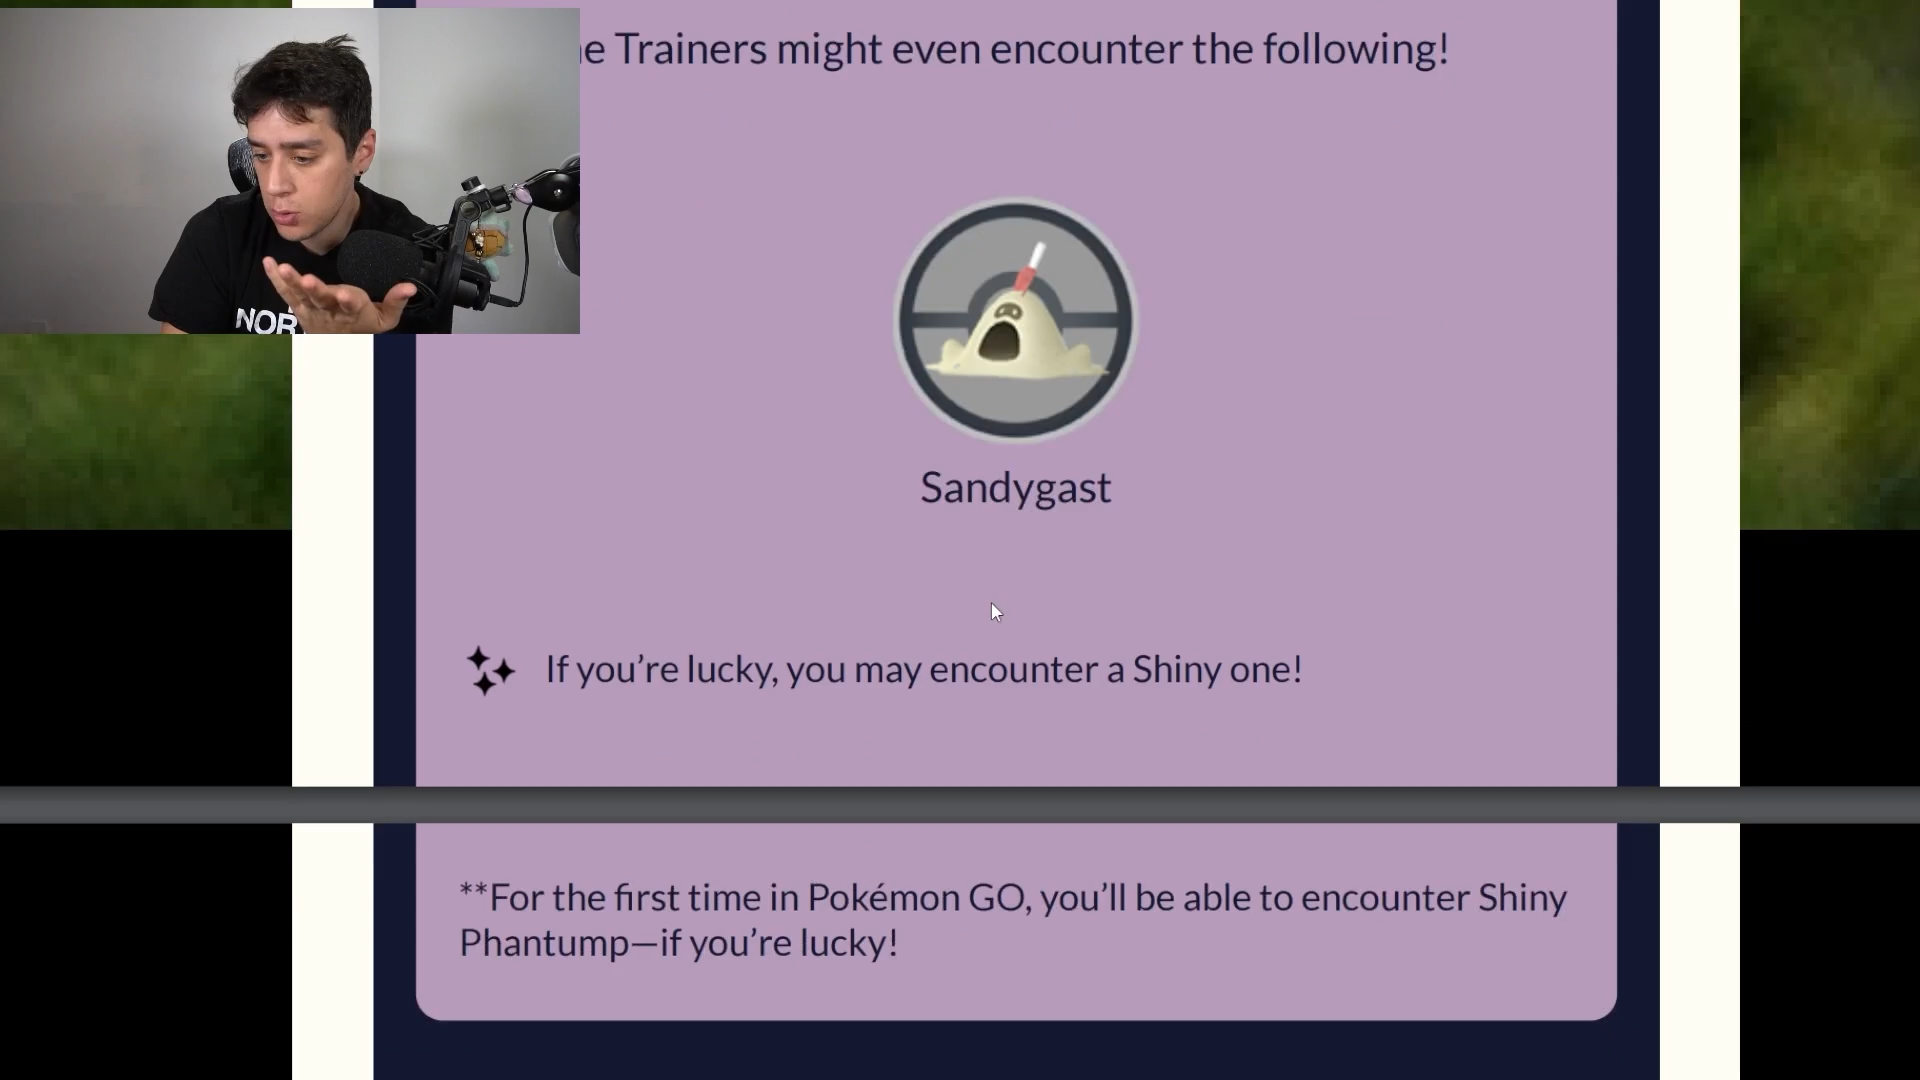 e Trainers might even encounter the following!
NOR
Sandygast
If you're lucky, you may encounter a Shiny one!
**For the first time in Pokémon GO, you'll be able to encounter Shiny
Phantump—if you're lucky!